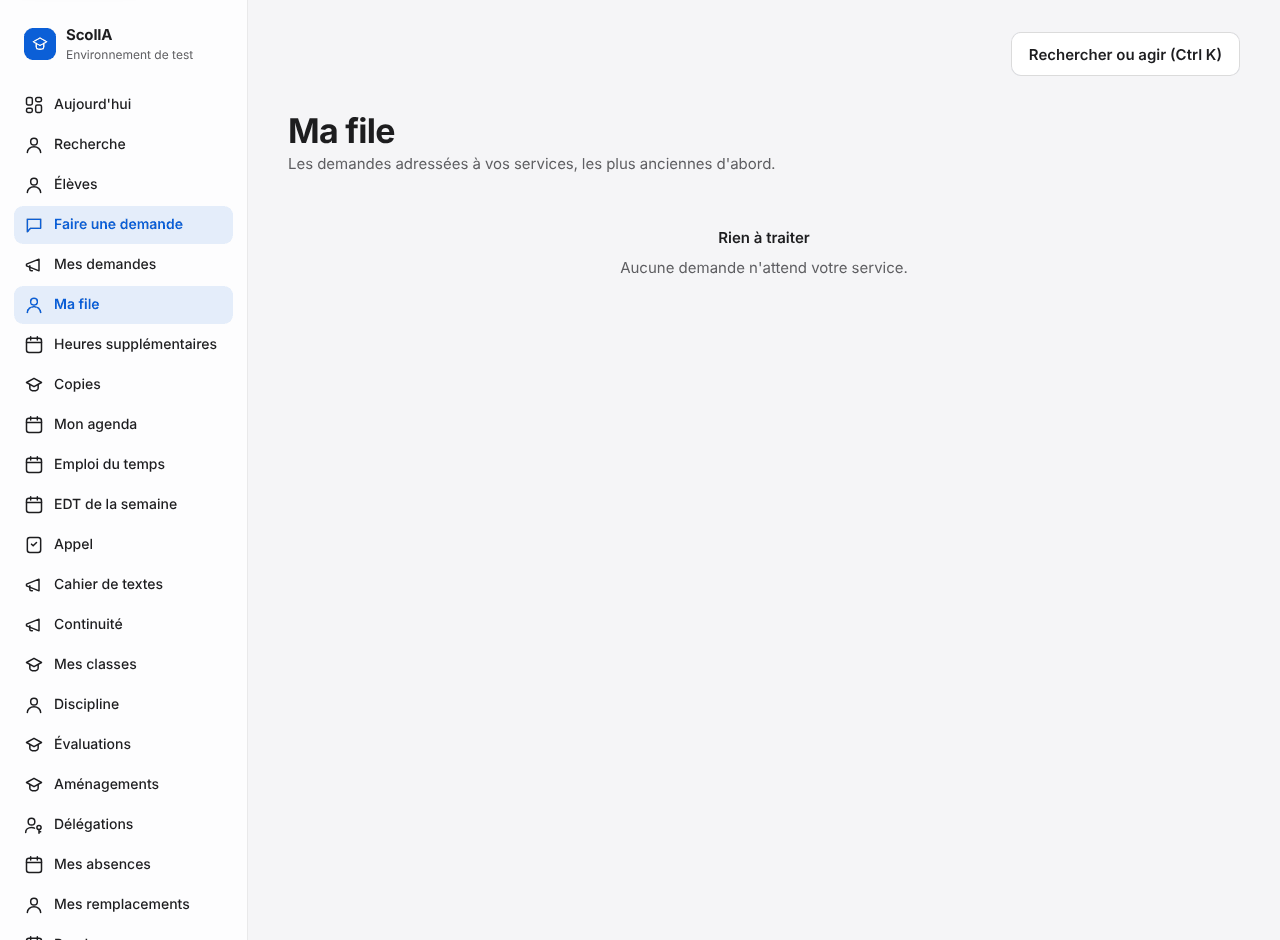 ScolIA
Environnement de test
Rechercher ou agir (Ctrl K)
Aujourd'hui
Recherche
Élèves
Faire une demande
Mes demandes
Ma file
Heures supplémentaires
Copies
Mon agenda
Emploi du temps
EDT de la semaine
Appel
Cahier de textes
Continuité
Mes classes
Discipline
Évaluations
Aménagements
Délégations
Mes absences
Mes remplacements
Ma file
Les demandes adressées à vos services, les plus anciennes d'abord.
Rien à traiter
Aucune demande n'attend votre service.